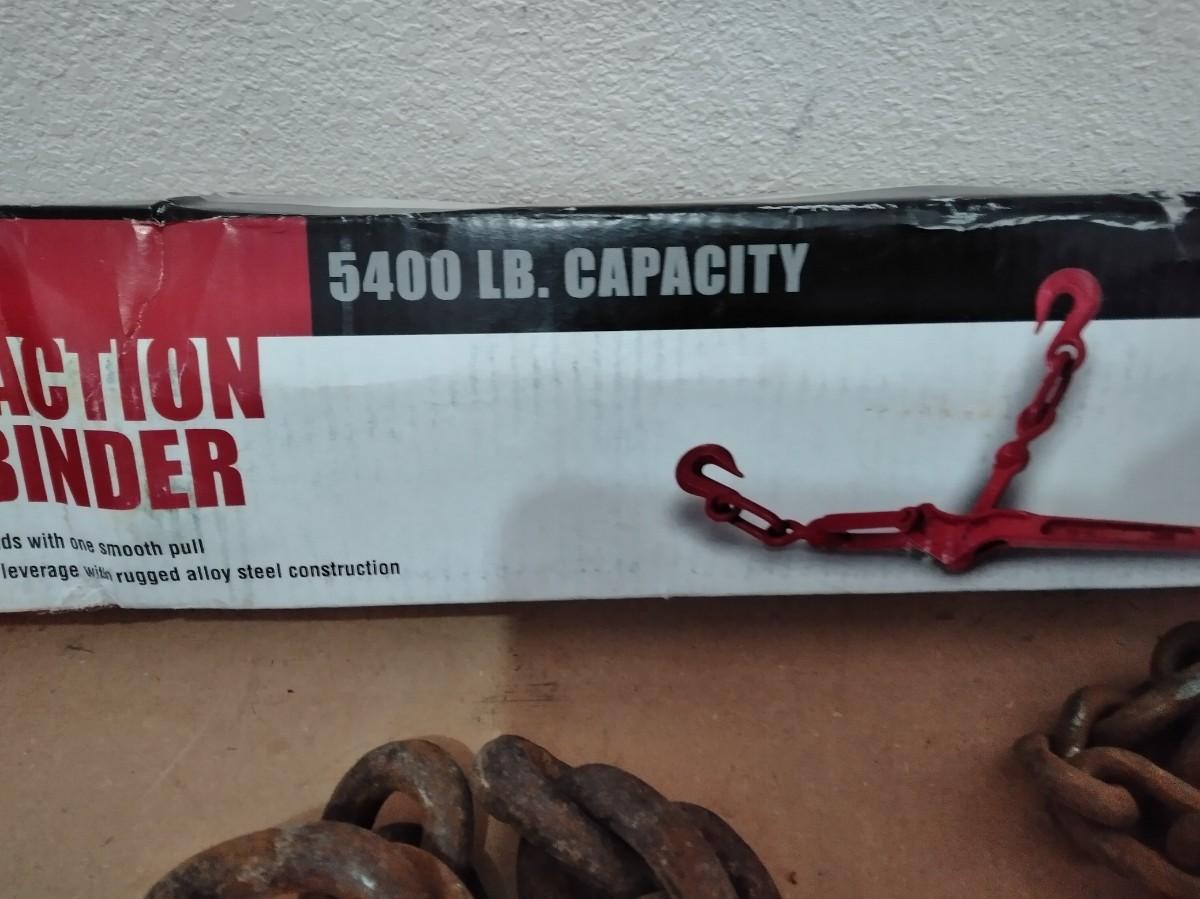 5400 LB. CAPACITY
ACTION
BINDER
ds with one smooth pull
leverage with rugged alloy steel construction